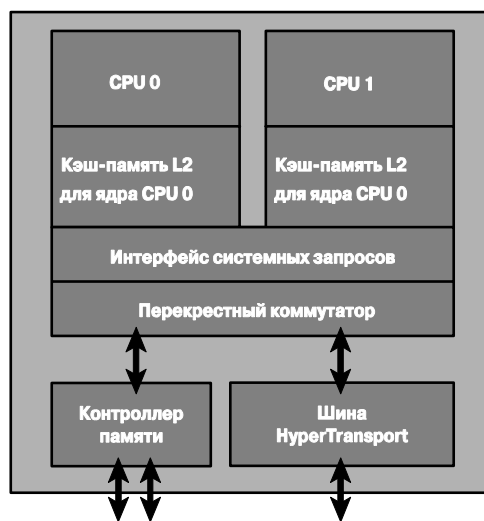 CPU 0
CPU 1
Кэш-память L2
для ядра CPU 0
Кэш-память L2
для ядра CPU 0
Интерфейс системных запросов
Перекрестный коммутатор
Контроллер
памяти
Шина
HyperTransport